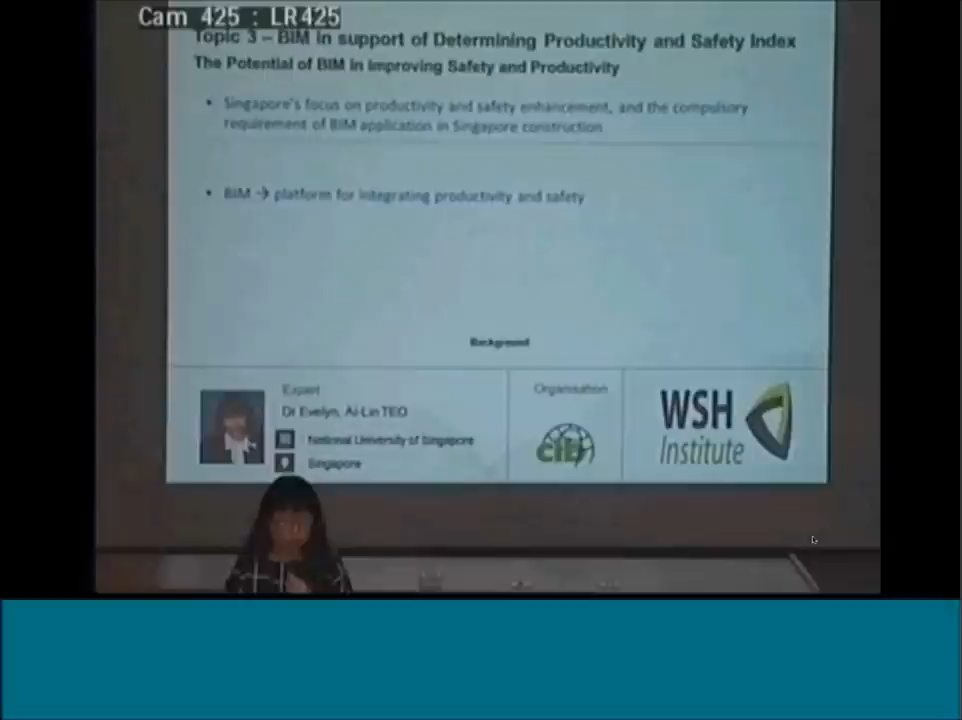 Cam 425 : LR425
Topic 3 – BIM in support of Determining Productivity and Safety Index
The Potential of BIM in Improving Safety and Productivity
• Singapore's focus on productivity and safety enhancement, and the compulsory
requirement of BIM application in Singapore construction
• BIM → platform for integrating productivity and safety
Background
Expert
Dr Evelyn, Ai-Lin TEO
National University of Singapore
Singapore
Organisation
cib
WSH
Institute